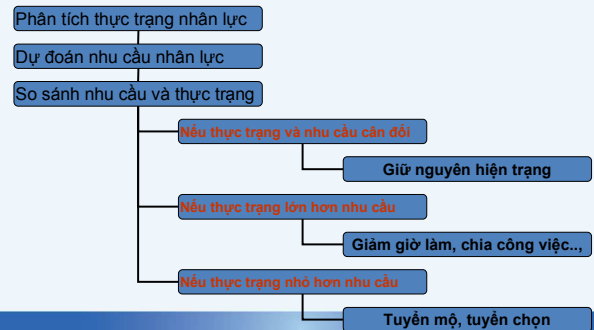 Phân tích thực trạng nhân lực
Dự đoán nhu cầu nhân lực
So sánh nhu cầu và thực trạng
Nếu thực trạng và nhu cầu cân đối
Giữ nguyên hiện trạng
Nếu thực trạng lớn hơn nhu cầu
Giảm giờ làm, chia công việc..,
Nếu thực trạng nhỏ hơn nhu cầu
Tuyển mộ, tuyển chọn